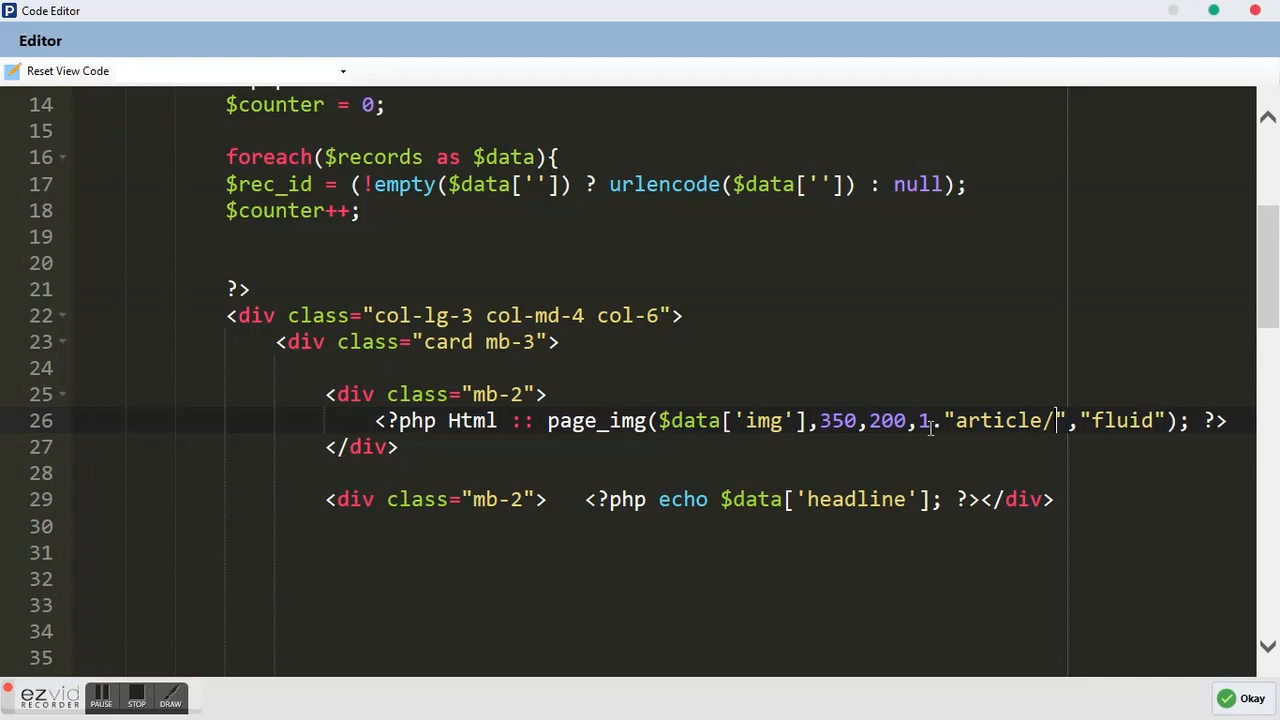 Code Editor
Editor
Reset View Code
14 $counter = 0;
15
16 foreach($records as $data){
17 $rec_id = (!empty($data['']) ? urlencode($data['']) : null);
18 $counter++;
19
20
21 ?>
22 <div class="col-lg-3 col-md-4 col-6">
23 <div class="card mb-3">
24
25 <div class="mb-2">
26 <?php Html :: page_img($data['img'],350,200,1."article/","fluid"); ?>
27 </div>
28
29 <div class="mb-2"> <?php echo $data['headline']; ?></div>
30
31
32
33
34
35
ezvid
RECORDER
PAUSE STOP DRAW
Okay